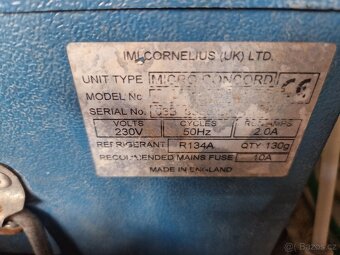 IMI CORNELIUS (UK) LTD.
UNIT TYPE MICRO CONCORD CE
MODEL No
SERIAL No.
VOLTS CYCLES
230V 50Hz 2.0A
REFRIGERANT R134A QTY 130g
RECOMMENDED MAINS FUSE 10A
MADE IN ENGLAND